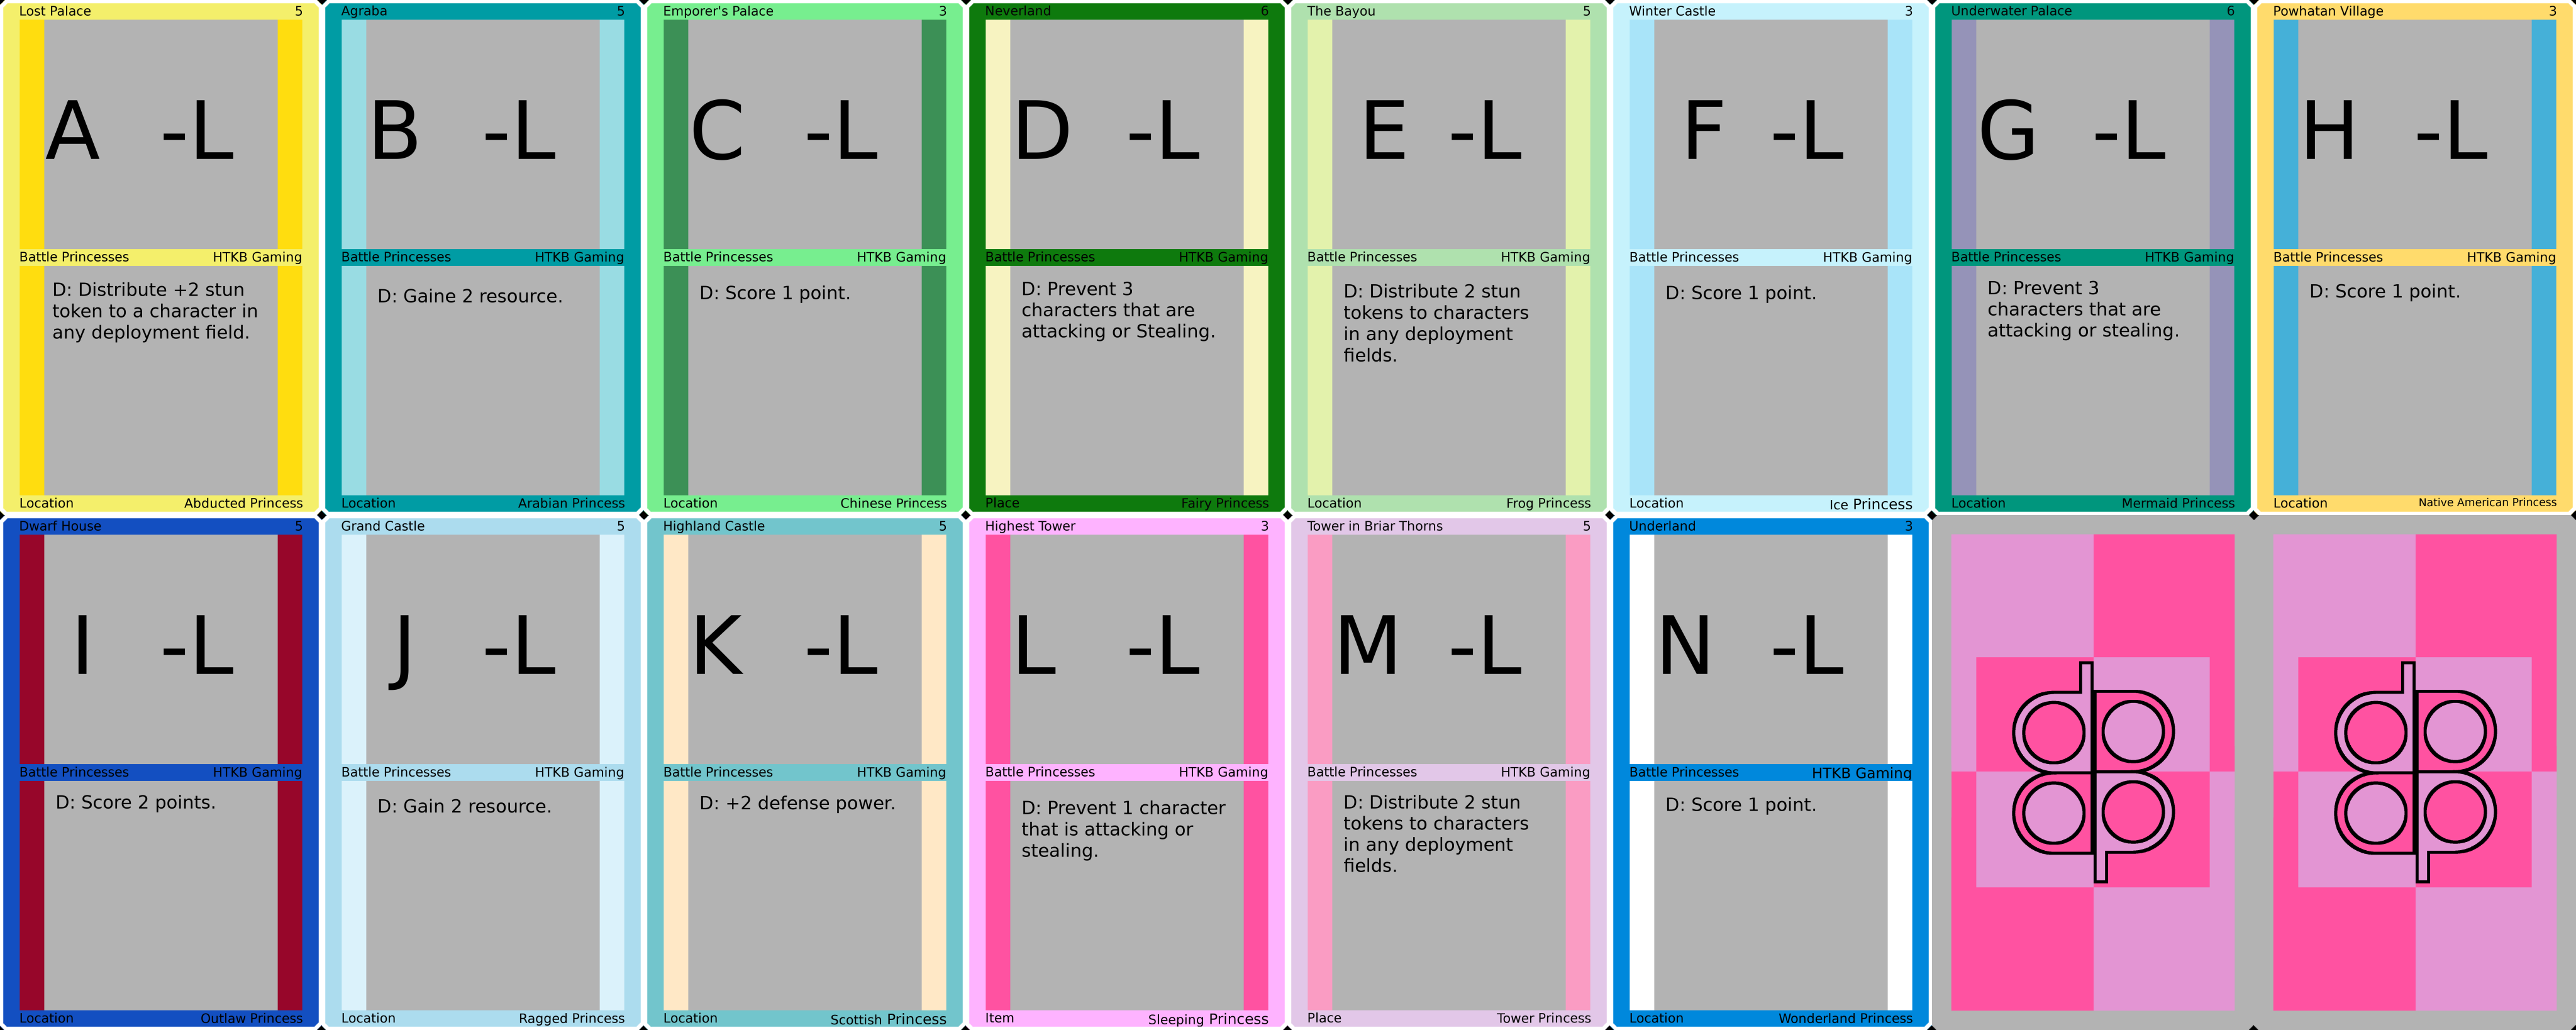 Lost Palace 5
A -L
Battle Princesses HTKB Gaming
D: Distribute +2 stun
token to a character in
any deployment field.
Location Abducted Princess
Agraba 5
B -L
Battle Princesses HTKB Gaming
D: Gaine 2 resource.
Location Arabian Princess
Emporer's Palace 3
C -L
Battle Princesses HTKB Gaming
D: Score 1 point.
Location Chinese Princess
Neverland 6
D -L
Battle Princesses HTKB Gaming
D: Prevent 3
characters that are
attacking or Stealing.
Place Fairy Princess
The Bayou 5
E -L
Battle Princesses HTKB Gaming
D: Distribute 2 stun
tokens to characters
in any deployment
fields.
Location Frog Princess
Winter Castle 3
F -L
Battle Princesses HTKB Gaming
D: Score 1 point.
Location Ice Princess
Underwater Palace 6
G -L
Battle Princesses HTKB Gaming
D: Prevent 3
characters that are
attacking or stealing.
Location Mermaid Princess
Powhatan Village 3
H -L
Battle Princesses HTKB Gaming
D: Score 1 point.
Location Native American Princess
Dwarf House 5
I -L
Battle Princesses HTKB Gaming
D: Score 2 points.
Location Outlaw Princess
Grand Castle 5
J -L
Battle Princesses HTKB Gaming
D: Gain 2 resource.
Location Ragged Princess
Highland Castle 5
K -L
Battle Princesses HTKB Gaming
D: +2 defense power.
Location Scottish Princess
Highest Tower 3
L -L
Battle Princesses HTKB Gaming
D: Prevent 1 character
that is attacking or
stealing.
Item Sleeping Princess
Tower in Briar Thorns 5
M -L
Battle Princesses HTKB Gaming
D: Distribute 2 stun
tokens to characters
in any deployment
fields.
Place Tower Princess
Underland 3
N -L
Battle Princesses HTKB Gaming
D: Score 1 point.
Location Wonderland Princess